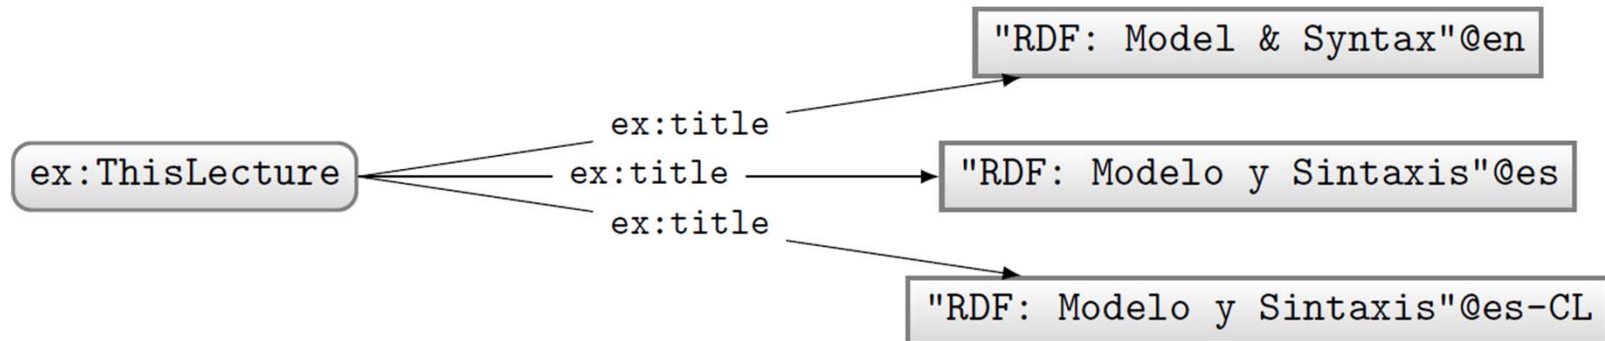 "RDF: Model & Syntax"@en
ex:title
ex:ThisLecture
ex:title
"RDF: Modelo y Sintaxis"@es
ex:title
"RDF: Modelo y Sintaxis"@es-CL